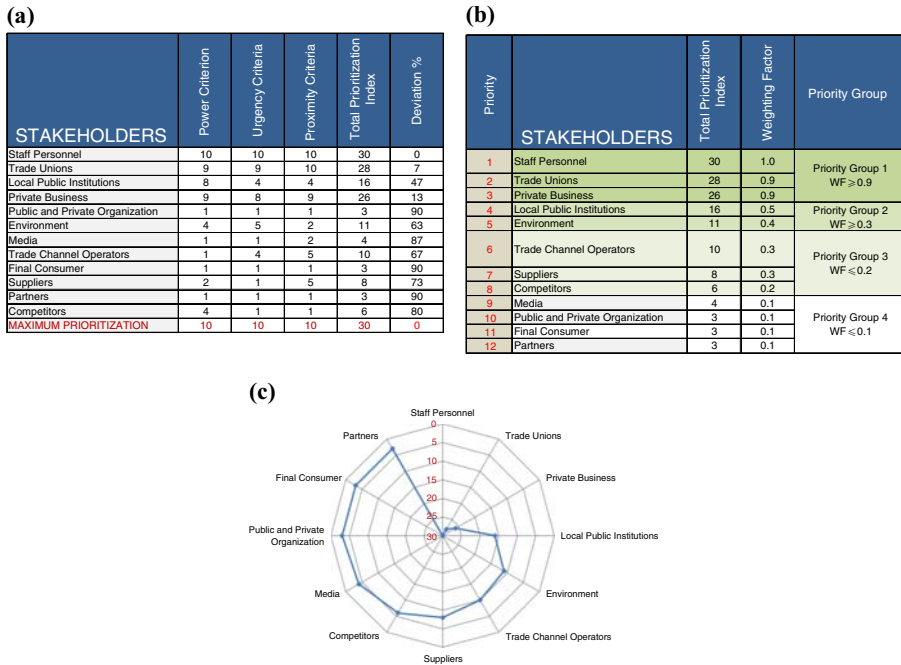 (a)
STAKEHOLDERS Power Criterion Urgency Criteria Proximity Criteria Total Prioritization Index Deviation %
Staff Personnel 10 10 10 30 0
Trade Unions 9 9 10 28 7
Local Public Institutions 8 4 4 16 47
Private Business 9 8 9 26 13
Public and Private Organization 1 1 1 3 90
Environment 4 5 2 11 63
Media 1 1 2 4 87
Trade Channel Operators 1 4 5 10 67
Final Consumer 1 1 1 3 90
Suppliers 2 1 5 8 73
Partners 1 1 1 3 90
Competitors 4 1 1 6 80
MAXIMUM PRIORITIZATION 10 10 10 30 0
(b)
Priority STAKEHOLDERS Total Prioritization Index Weighting Factor Priority Group
1 Staff Personnel 30 1.0
2 Trade Unions 28 0.9
3 Private Business 26 0.9
Priority Group 1
WF ⩾ 0.9
4 Local Public Institutions 16 0.5
5 Environment 11 0.4
Priority Group 2
WF ⩾ 0.3
6 Trade Channel Operators 10 0.3
7 Suppliers 8 0.3
8 Competitors 6 0.2
Priority Group 3
WF ⩽ 0.2
9 Media 4 0.1
10 Public and Private Organization 3 0.1
11 Final Consumer 3 0.1
12 Partners 3 0.1
Priority Group 4
WF ⩽ 0.1
(c)
Staff Personnel
Trade Unions
Private Business
Local Public Institutions
Environment
Trade Channel Operators
Suppliers
Competitors
Media
Public and Private
Organization
Final Consumer
Partners
0
5
10
15
20
25
30